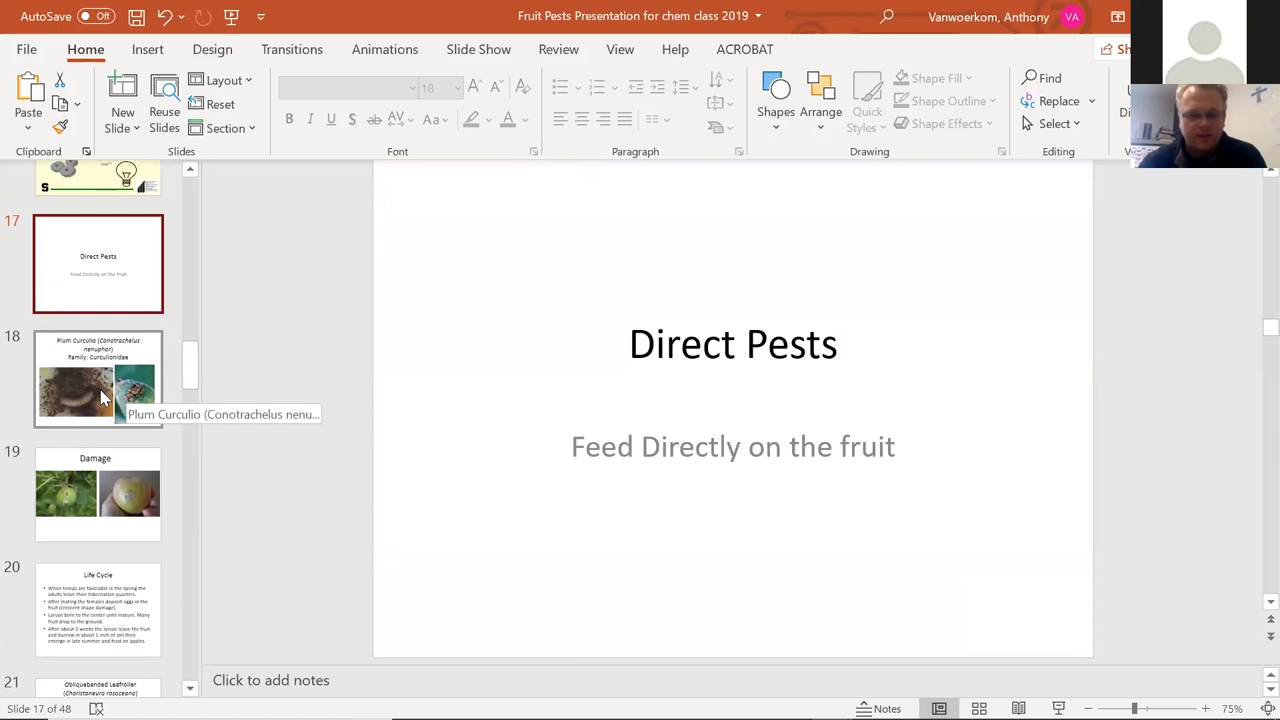 AutoSave Off Fruit Pests Presentation for chem class 2019 Vanwoerkom, Anthony VA
File Home Insert Design Transitions Animations Slide Show Review View Help ACROBAT Sh
Paste
Clipboard
New
Slide
Reuse
Slides
Layout
Reset
Section
Slides
Aa
Font
Paragraph
Shapes
Arrange
Quick
Styles
Shape Fill
Shape Outline
Shape Effects
Drawing
Find
Replace
Select
Editing
S
17
Direct Pests
Feed Directly on the fruit
18
Plum Curculio (Conotrachelus
nenuphar)
Family: Curculionidae
Plum Curculio (Conotrachelus nenu...
19
Damage
20
Life Cycle
• When temps are favorable in the spring the
adults leave their hibernation quarters.
• After mating the females deposit eggs in the
fruit (crescent shape damage).
• Larvae bore to the center until mature. Many
fruit drop to the ground.
• After about 2 weeks the larvae leave the fruit
and burrow in about 1 inch of soil then
emerge in late summer and feed on apples.
21
Obliquebanded Leafroller
(Choristoneura rosaceana)
Direct Pests
Feed Directly on the fruit
Click to add notes
Slide 17 of 48
Notes
75%